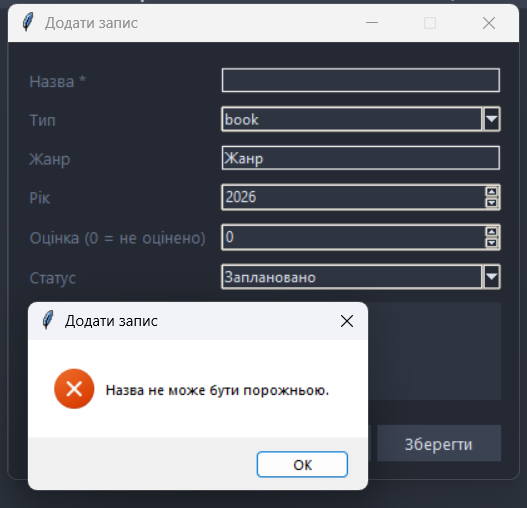 Додати запис
Назва *
Тип
book
Жанр
Жанр
Рік
2026
Оцінка (0 = не оцінено)
0
Статус
Заплановано
Додати запис
Назва не може бути порожньою.
OK
Зберегти